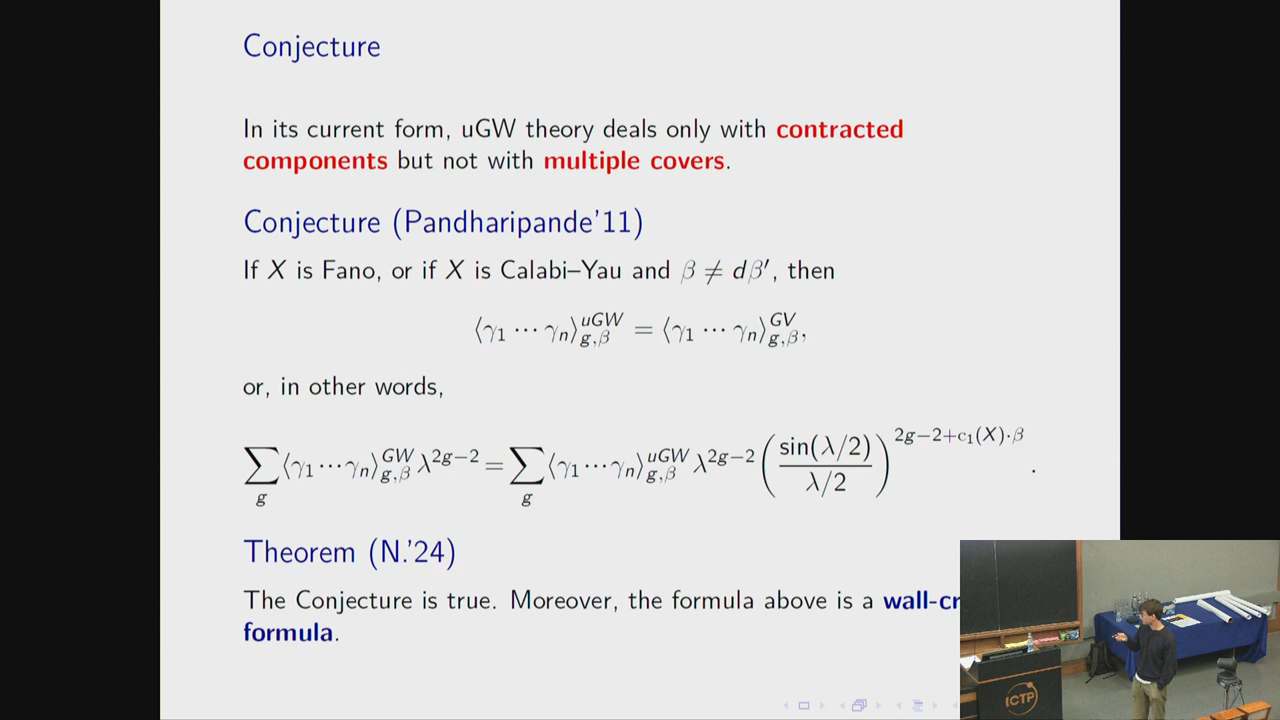 Conjecture
In its current form, uGW theory deals only with contracted
components but not with multiple covers.
Conjecture (Pandharipande'11)
If X is Fano, or if X is Calabi–Yau and β ≠ dβ′, then
⟨γ₁ ⋯ γₙ⟩^{uGW}_{g,β} = ⟨γ₁ ⋯ γₙ⟩^{GV}_{g,β},
or, in other words,
∑_g ⟨γ₁⋯γₙ⟩^{GW}_{g,β} λ^{2g−2} = ∑_g ⟨γ₁⋯γₙ⟩^{uGW}_{g,β} λ^{2g−2} (sin(λ/2) / λ/2)^{2g−2+c₁(X)·β} .
Theorem (N.'24)
The Conjecture is true. Moreover, the formula above is a wall-cr
formula.
ICTP